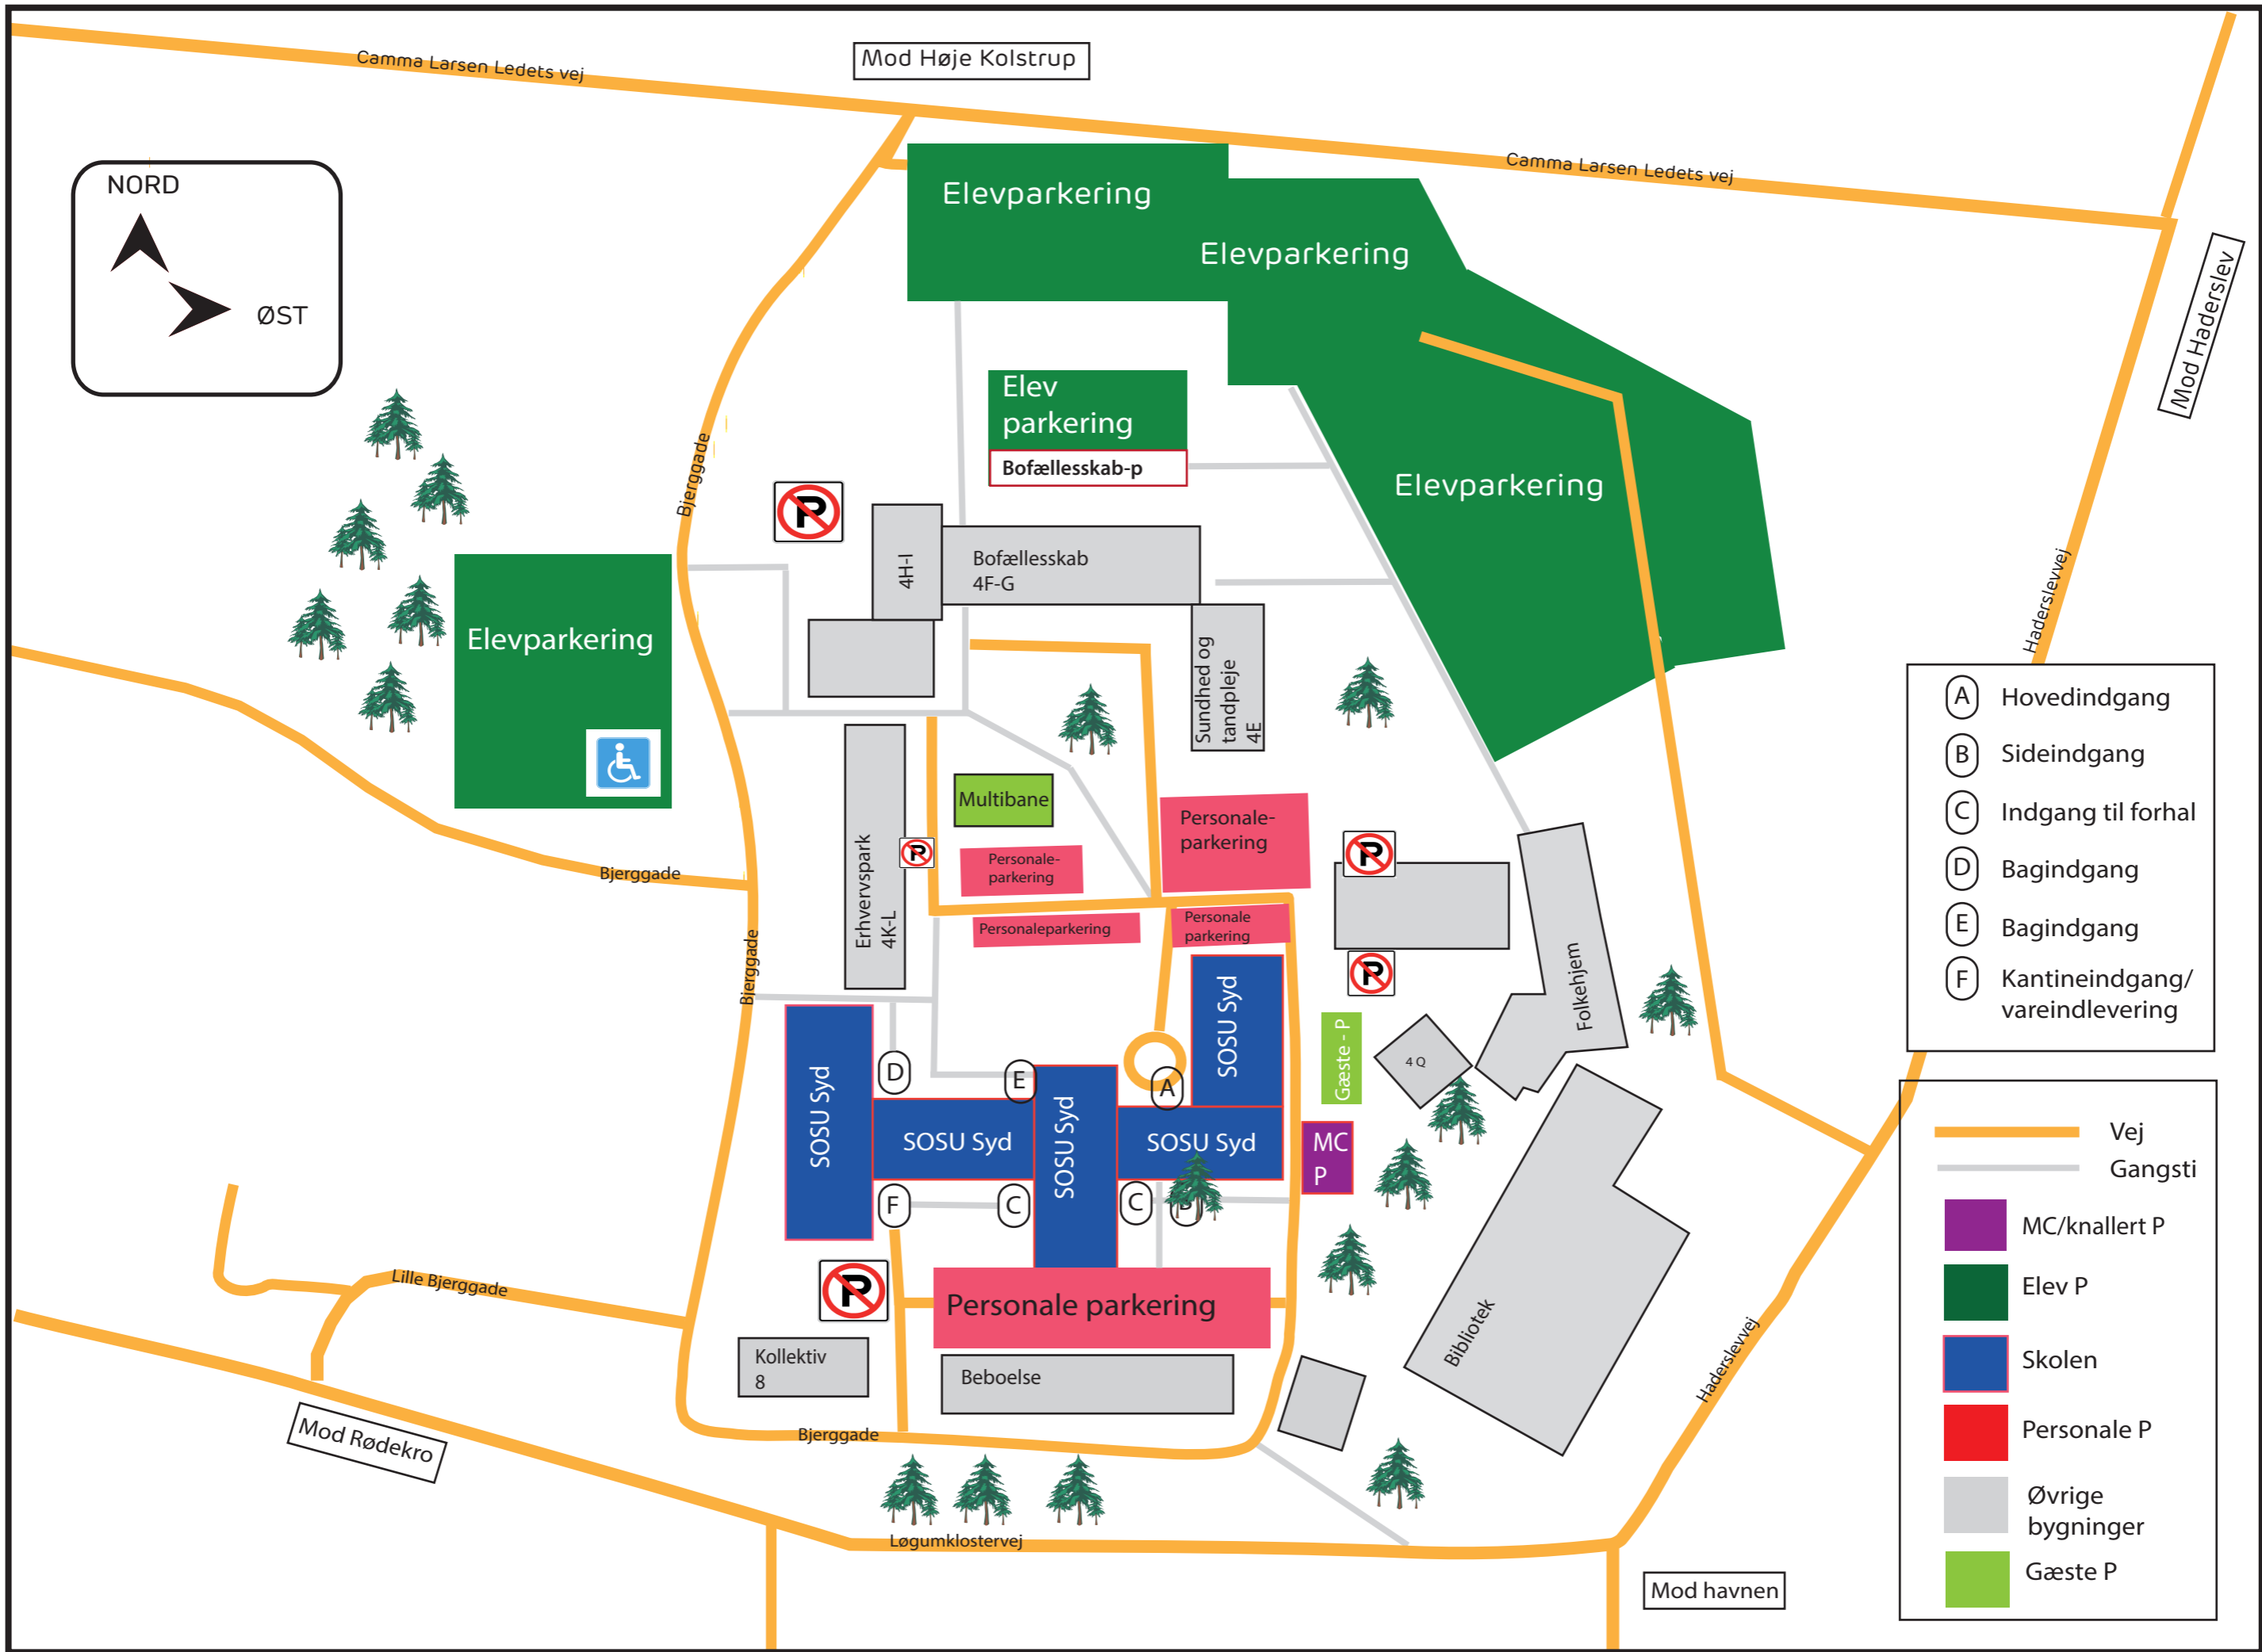 Camma Larsen Ledets vej
Mod Høje Kolstrup
Camma Larsen Ledets vej
NORD
ØST
Elevparkering
Elevparkering
Mod Haderslev
Elev
parkering
Bofællesskab-p
Elevparkering
Bjerggade
P
4H-I
Bofællesskab
4F-G
Elevparkering
Sundhed og
tandpleje
4E
Haderslevvej
A Hovedindgang
B Sideindgang
C Indgang til forhal
D Bagindgang
E Bagindgang
F Kantineindgang/
vareindlevering
Multibane
Personale-
parkering
Erhvervspark
4K-L
P
Personale-
parkering
P
Bjerggade
Personaleparkering
Personale
parkering
Bjerggade
P
Folkehjem
SOSU Syd
SOSU Syd
Gæste - P
4 Q
D
E
A
SOSU Syd
SOSU Syd
SOSU Syd
MC
P
F
C
C
B
Vej
Gangsti
MC/knallert P
Elev P
Skolen
Personale P
Øvrige
bygninger
Gæste P
Lille Bjerggade
P
Personale parkering
Bibliotek
Haderslevvej
Kollektiv
8
Beboelse
Mod Rødekro
Bjerggade
Løgumklostervej
Mod havnen